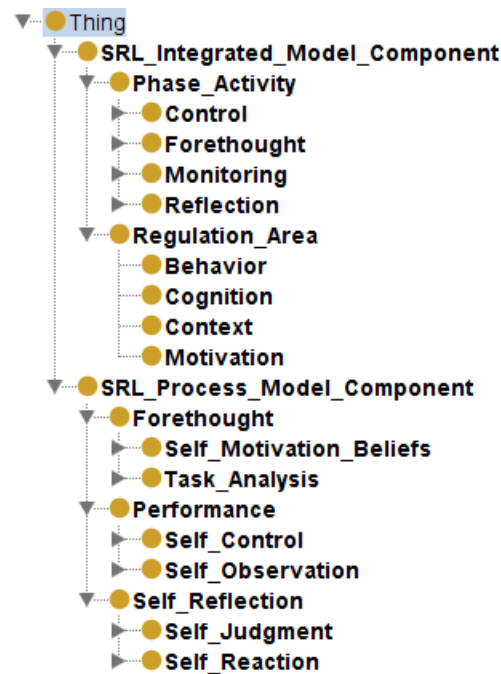 Thing
SRL_Integrated_Model_Component
Phase_Activity
Control
Forethought
Monitoring
Reflection
Regulation_Area
Behavior
Cognition
Context
Motivation
SRL_Process_Model_Component
Forethought
Self_Motivation_Beliefs
Task_Analysis
Performance
Self_Control
Self_Observation
Self_Reflection
Self_Judgment
Self_Reaction